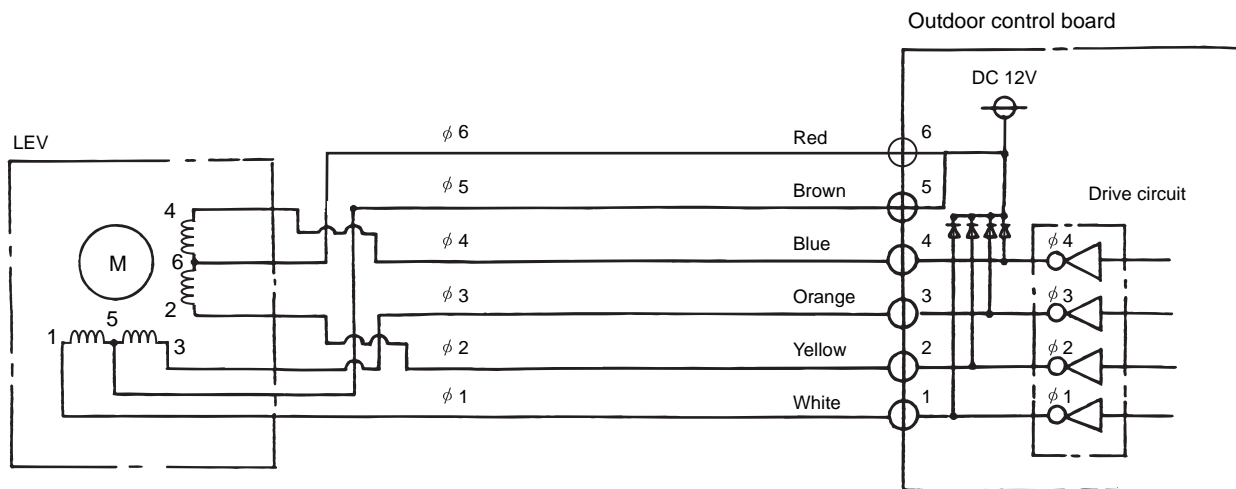 Outdoor control board
DC 12V
LEV
φ 6 Red 6
φ 5 Brown 5
Drive circuit
4
φ 4 Blue 4 φ 4
M 6
φ 3 Orange 3 φ 3
2
1 5 3
φ 2 Yellow 2 φ 2
φ 1 White 1 φ 1